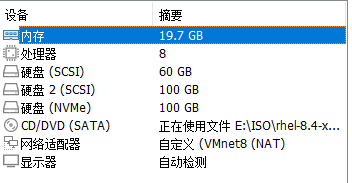 设备 摘要
内存 19.7 GB
处理器 8
硬盘 (SCSI) 60 GB
硬盘 2 (SCSI) 100 GB
硬盘 (NVMe) 100 GB
CD/DVD (SATA) 正在使用文件 E:\ISO\rhel-8.4-x...
网络适配器 自定义 (VMnet8 (NAT)
显示器 自动检测